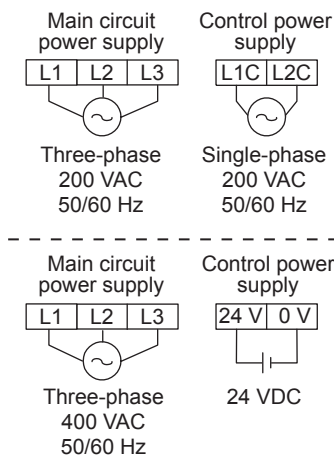 Main circuit
power supply
L1 L2 L3
Three-phase
200 VAC
50/60 Hz
Control power
supply
L1C L2C
Single-phase
200 VAC
50/60 Hz
Main circuit
power supply
L1 L2 L3
Three-phase
400 VAC
50/60 Hz
Control power
supply
24 V 0 V
24 VDC